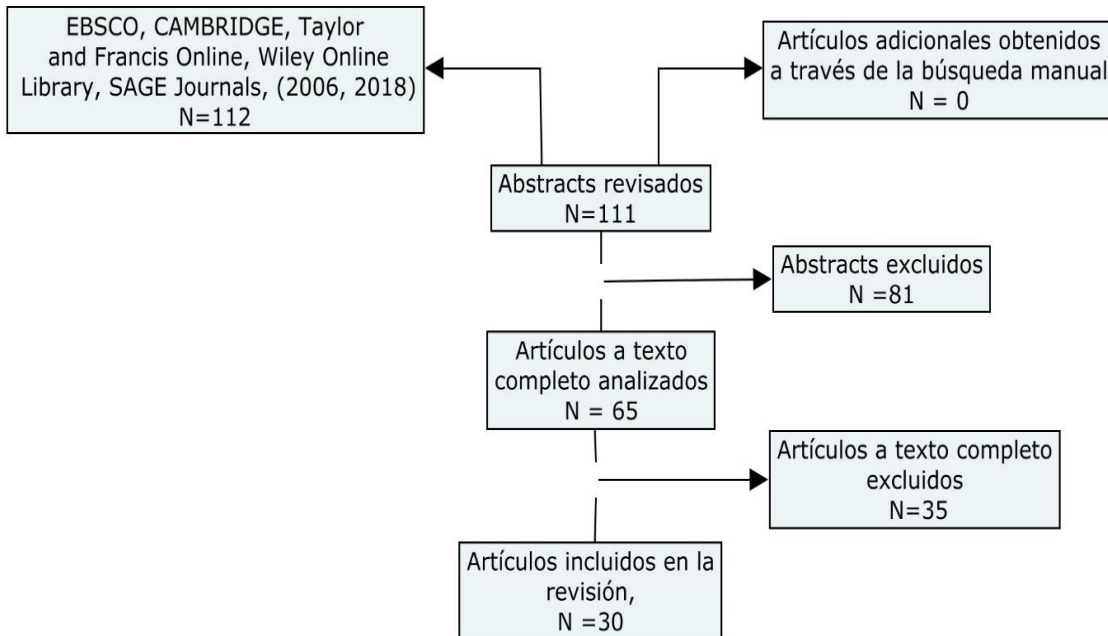 EBSCO, CAMBRIDGE, Taylor
and Francis Online, Wiley Online
Library, SAGE Journals, (2006, 2018)
N=112
Artículos adicionales obtenidos
a través de la búsqueda manual
N = 0
Abstracts revisados
N=111
Abstracts excluidos
N =81
Artículos a texto
completo analizados
N = 65
Artículos a texto completo
excluidos
N=35
Artículos incluidos en la
revisión,
N =30